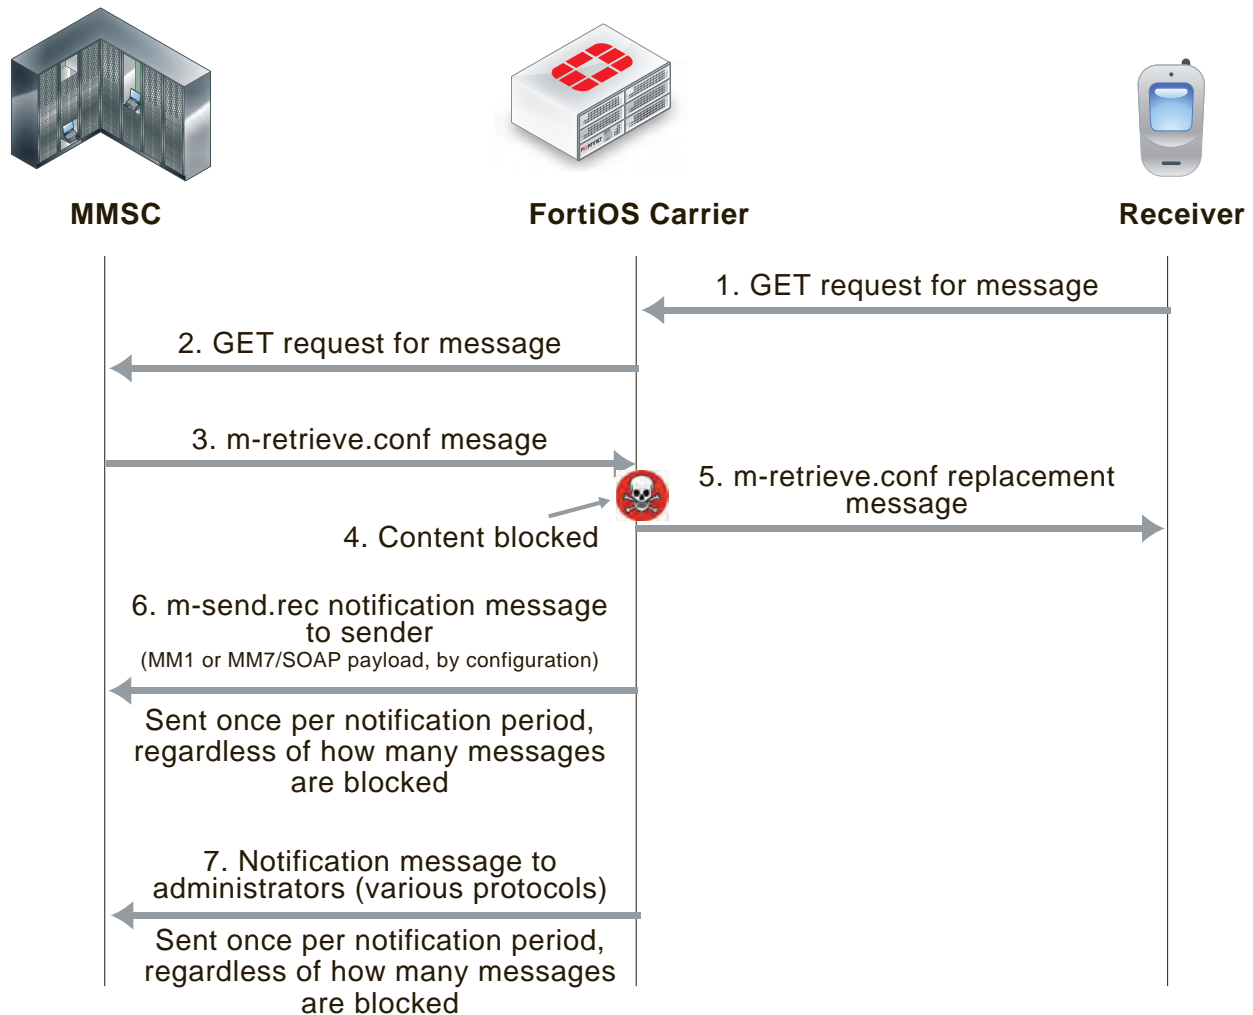 MMSC
FortiOS Carrier
Receiver
1. GET request for message
2. GET request for message
3. m-retrieve.conf mesage
4. Content blocked
5. m-retrieve.conf replacement
message
6. m-send.rec notification message
to sender
(MM1 or MM7/SOAP payload, by configuration)
Sent once per notification period,
regardless of how many messages
are blocked
7. Notification message to
administrators (various protocols)
Sent once per notification period,
regardless of how many messages
are blocked